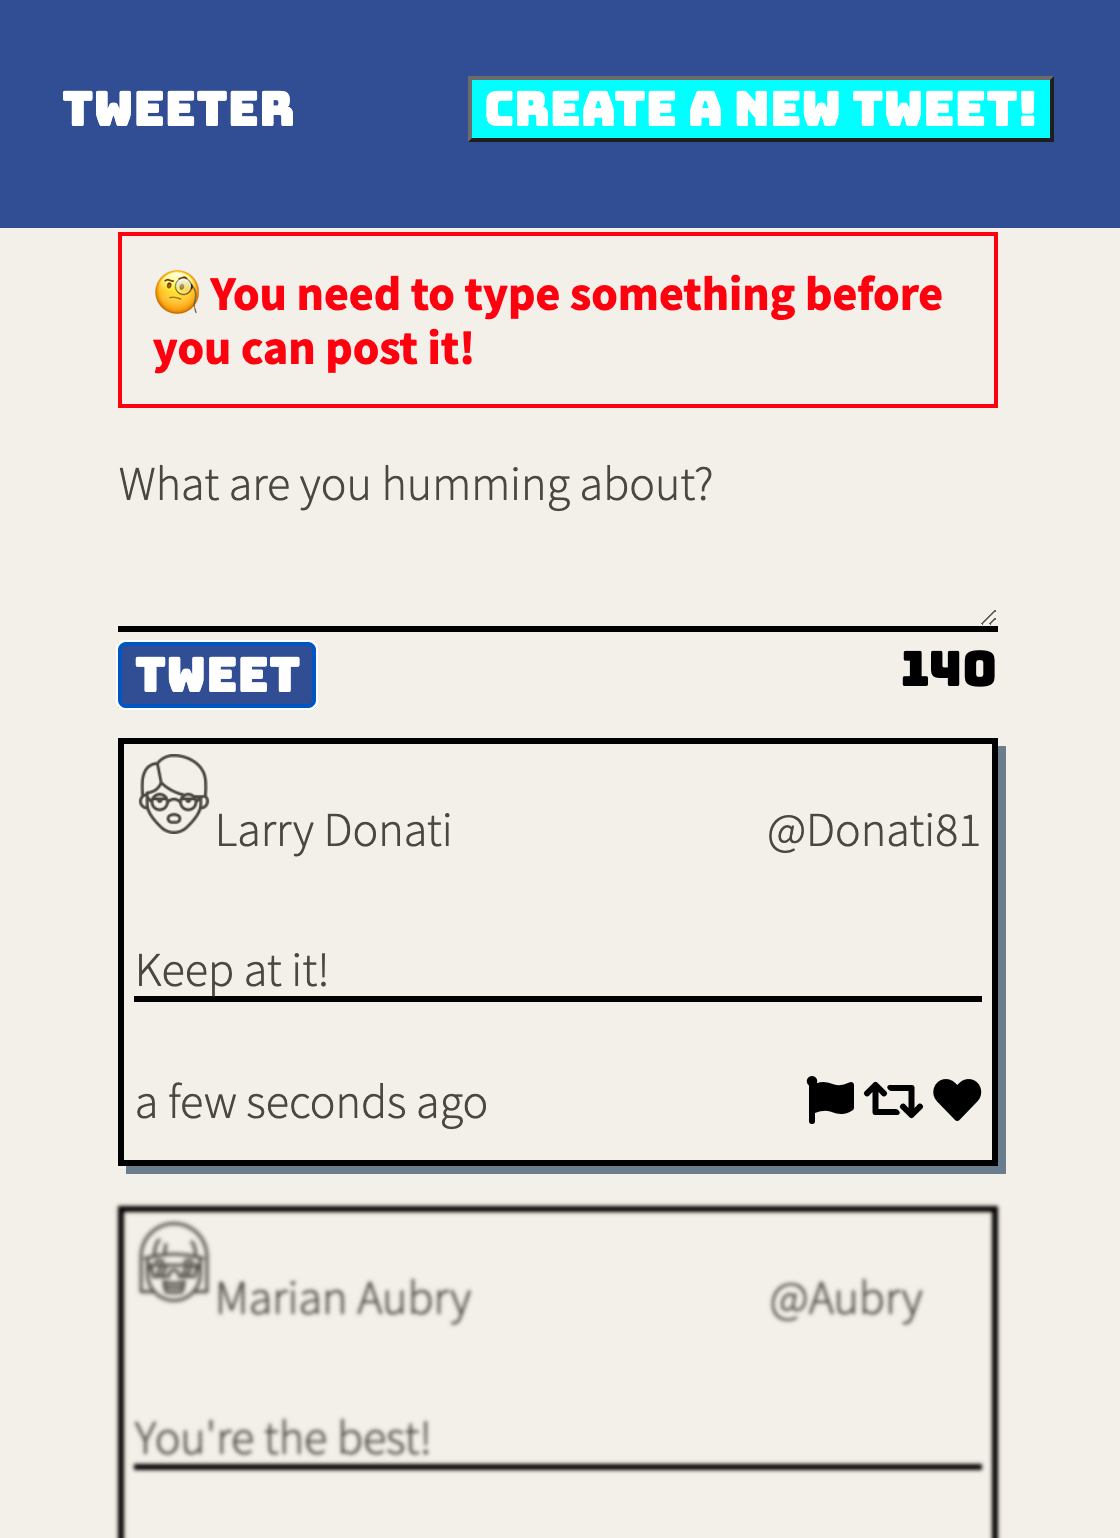 TWEETER
CREATE A NEW TWEET!
🧐 You need to type something before
you can post it!
What are you humming about?
TWEET
140
Larry Donati
@Donati81
Keep at it!
a few seconds ago
Marian Aubry
@Aubry
You're the best!